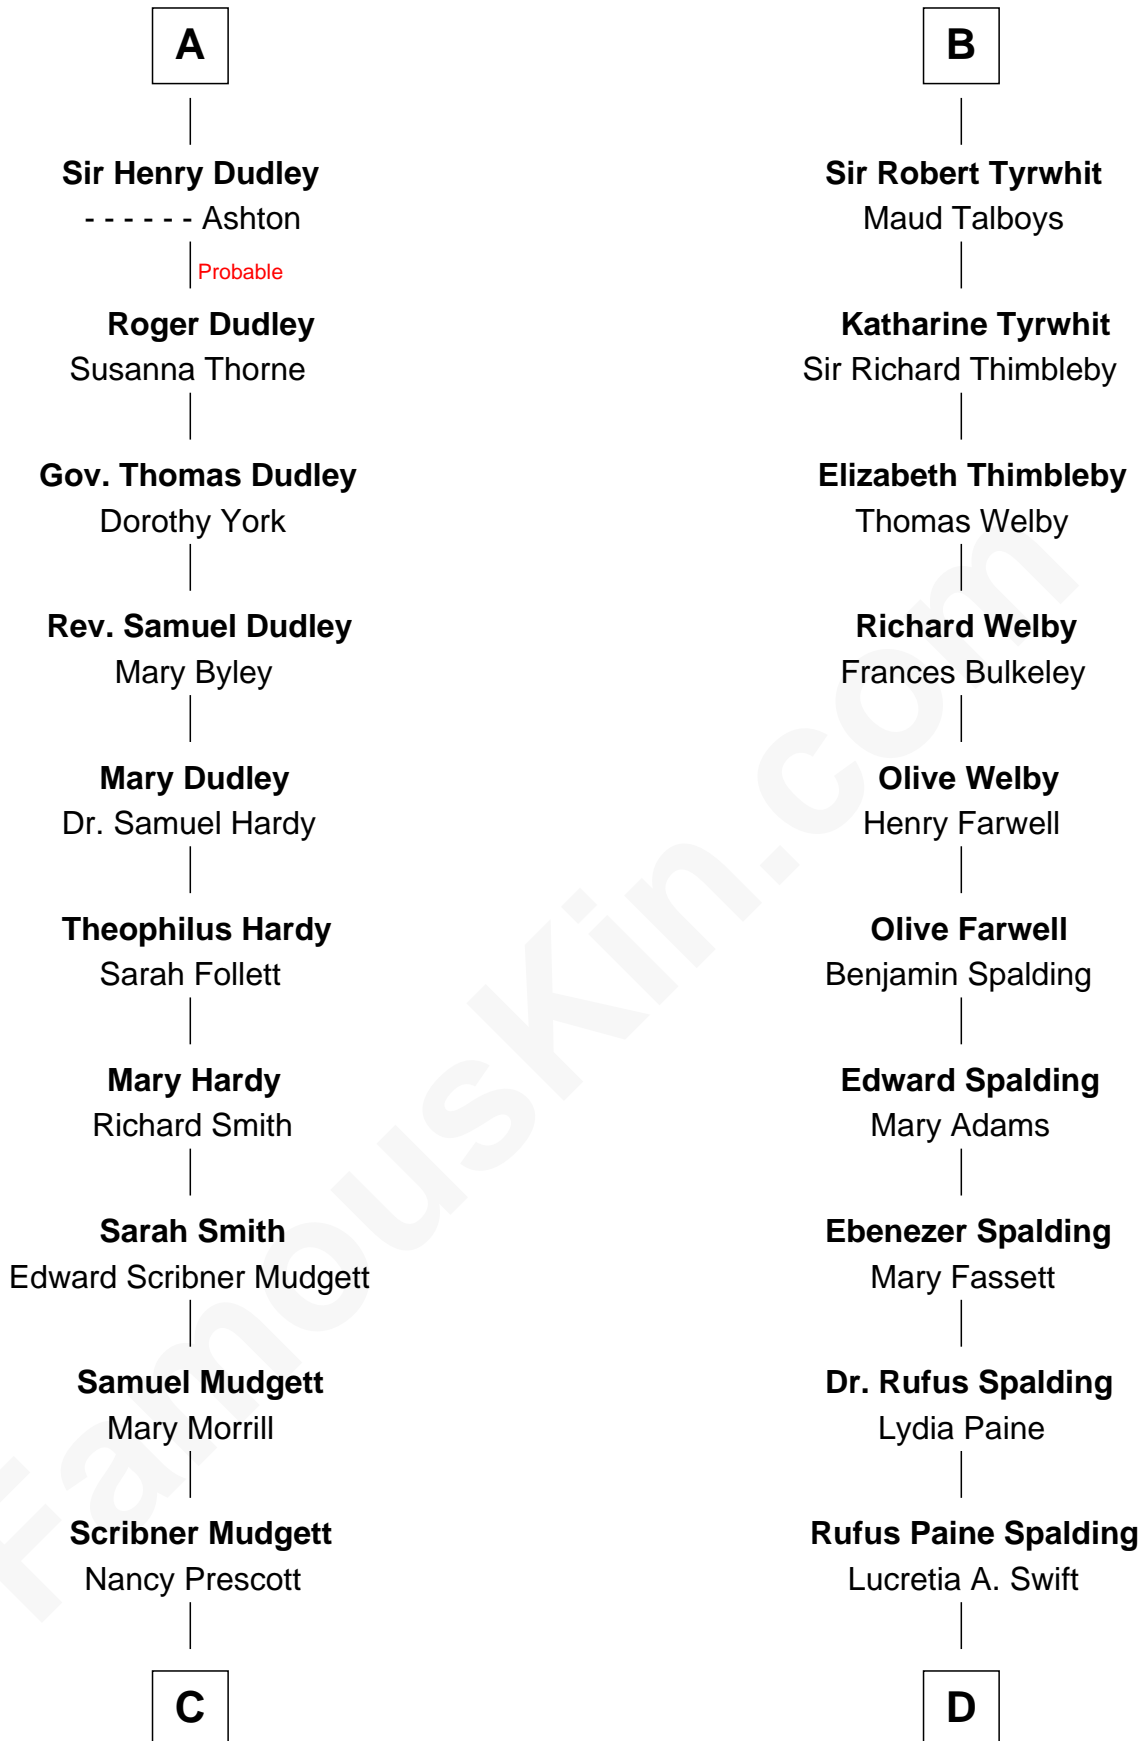 A
Sir Henry Dudley
- - - - - - Ashton
Probable
Roger Dudley
Susanna Thorne
Gov. Thomas Dudley
Dorothy York
Rev. Samuel Dudley
Mary Byley
Mary Dudley
Dr. Samuel Hardy
Theophilus Hardy
Sarah Follett
Mary Hardy
Richard Smith
Sarah Smith
Edward Scribner Mudgett
Samuel Mudgett
Mary Morrill
Scribner Mudgett
Nancy Prescott
C
B
Sir Robert Tyrwhit
Maud Talboys
Katharine Tyrwhit
Sir Richard Thimbleby
Elizabeth Thimbleby
Thomas Welby
Richard Welby
Frances Bulkeley
Olive Welby
Henry Farwell
Olive Farwell
Benjamin Spalding
Edward Spalding
Mary Adams
Ebenezer Spalding
Mary Fassett
Dr. Rufus Spalding
Lydia Paine
Rufus Paine Spalding
Lucretia A. Swift
D
FamousKin.com